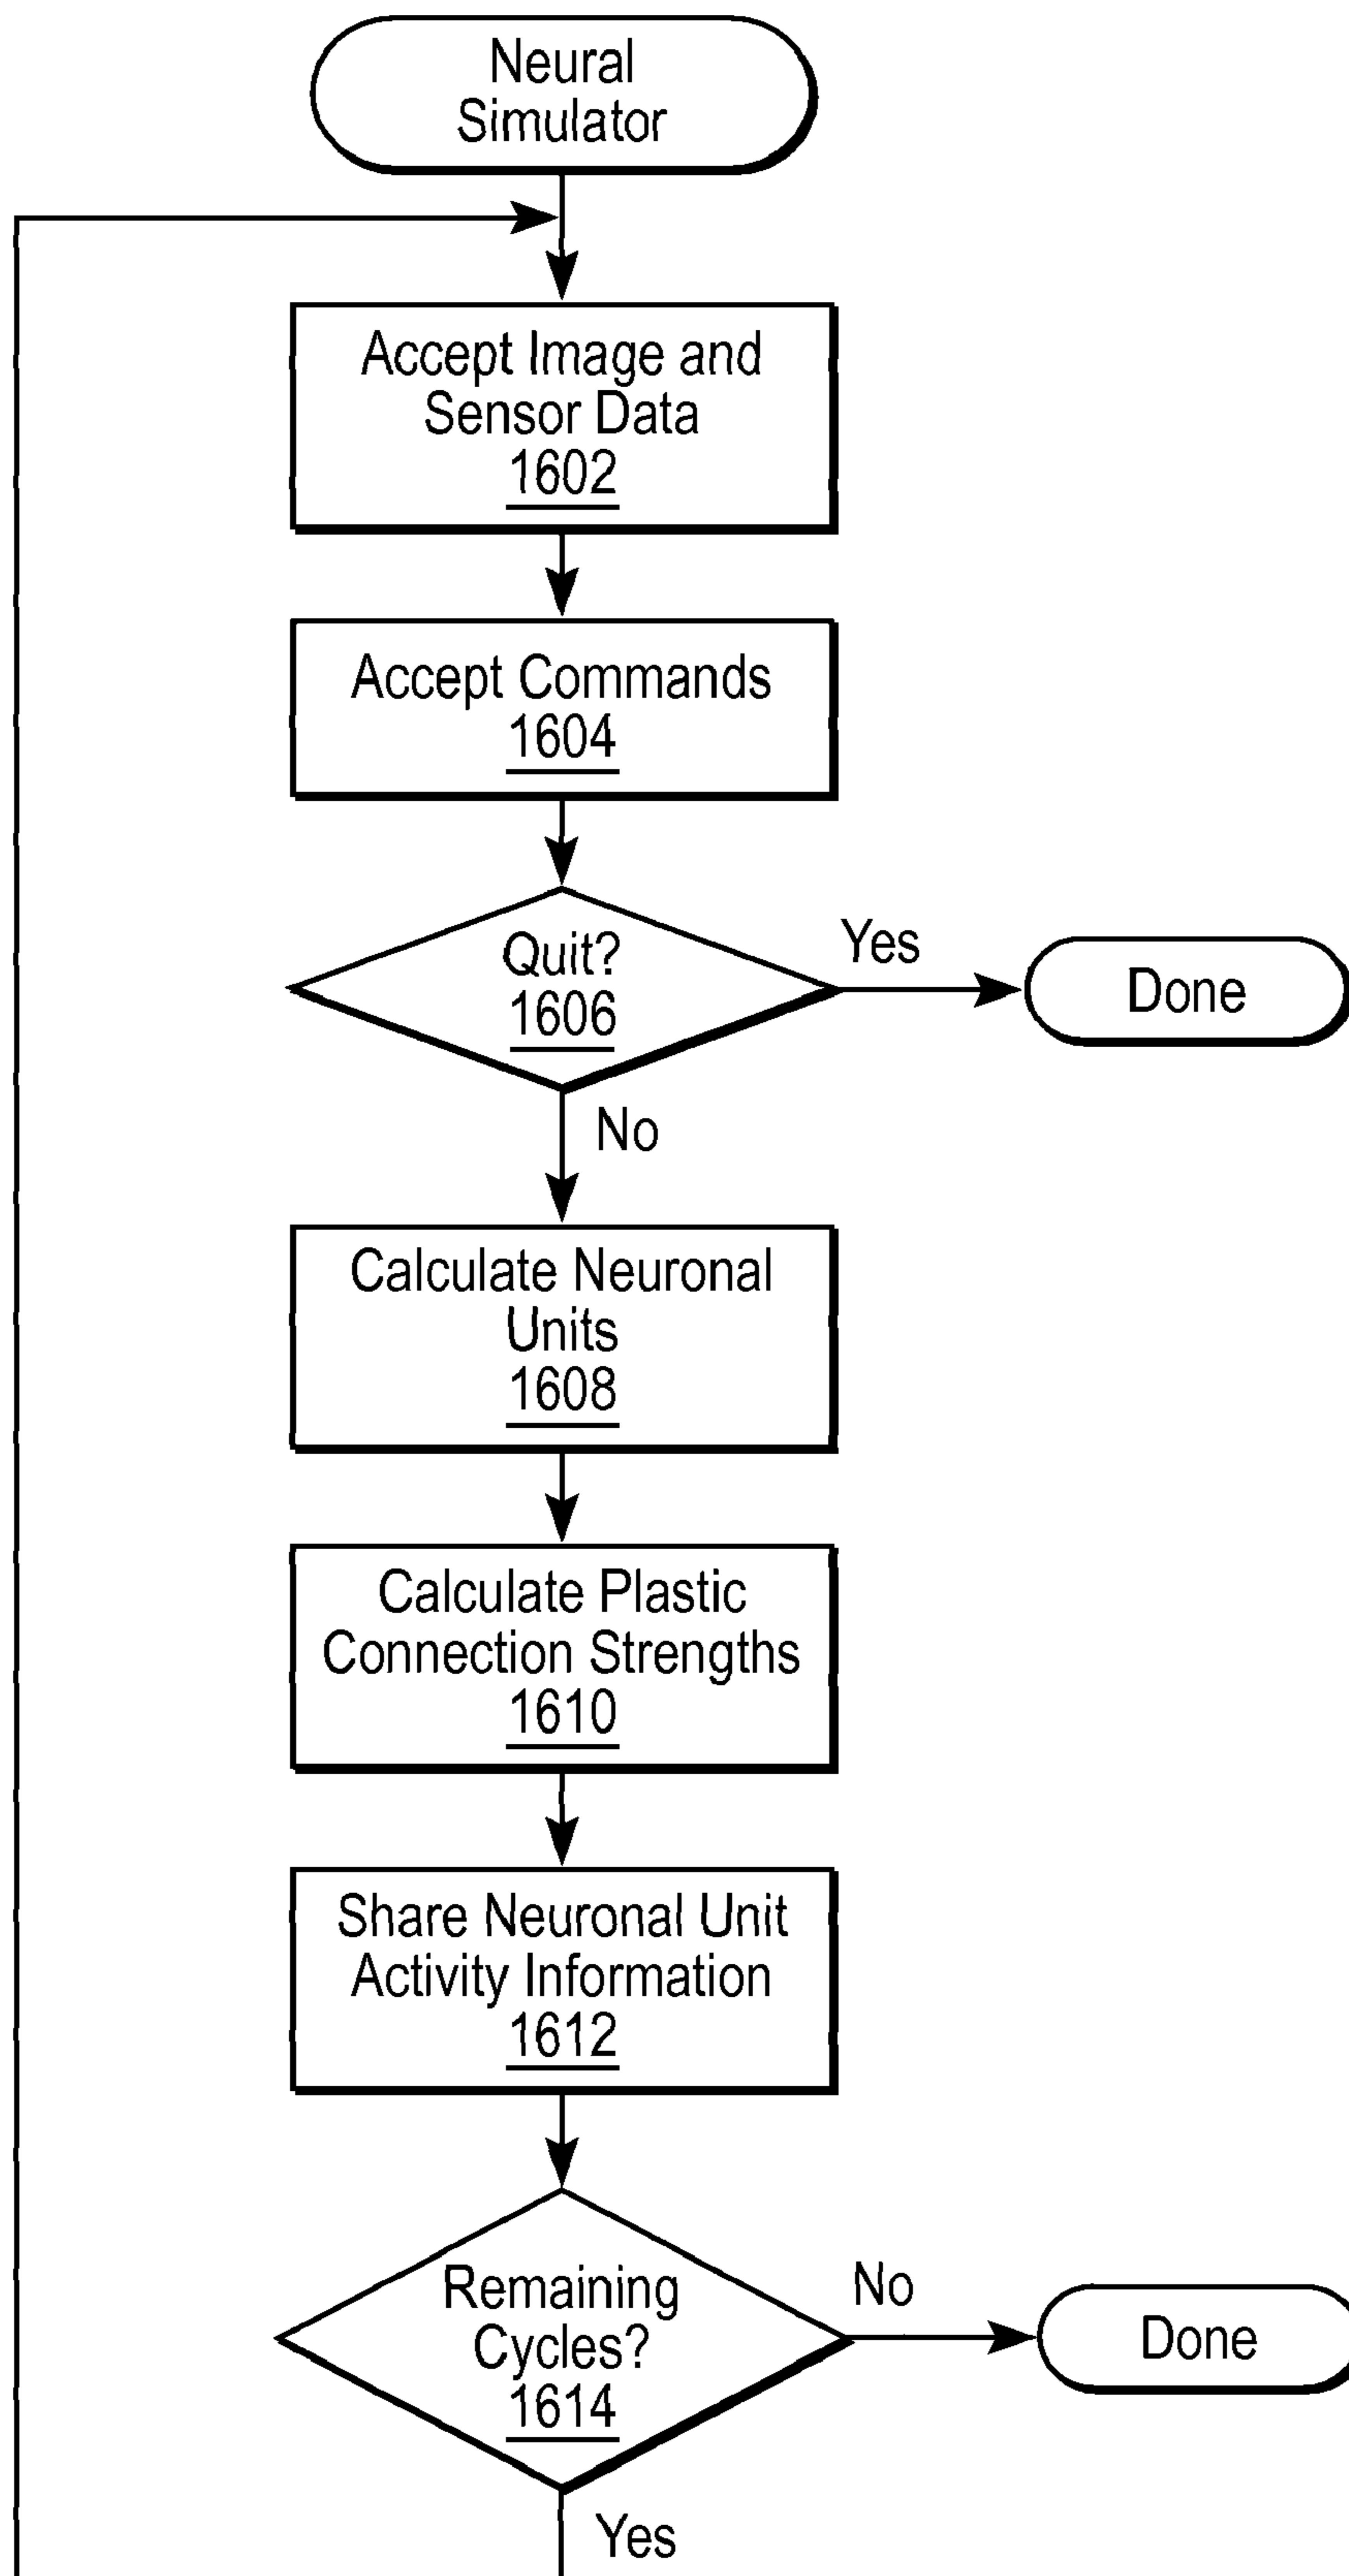 Neural
Simulator
Accept Image and
Sensor Data
1602
Accept Commands
1604
Quit?
1606
Yes
Done
No
Calculate Neuronal
Units
1608
Calculate Plastic
Connection Strengths
1610
Share Neuronal Unit
Activity Information
1612
Remaining
Cycles?
1614
No
Done
Yes